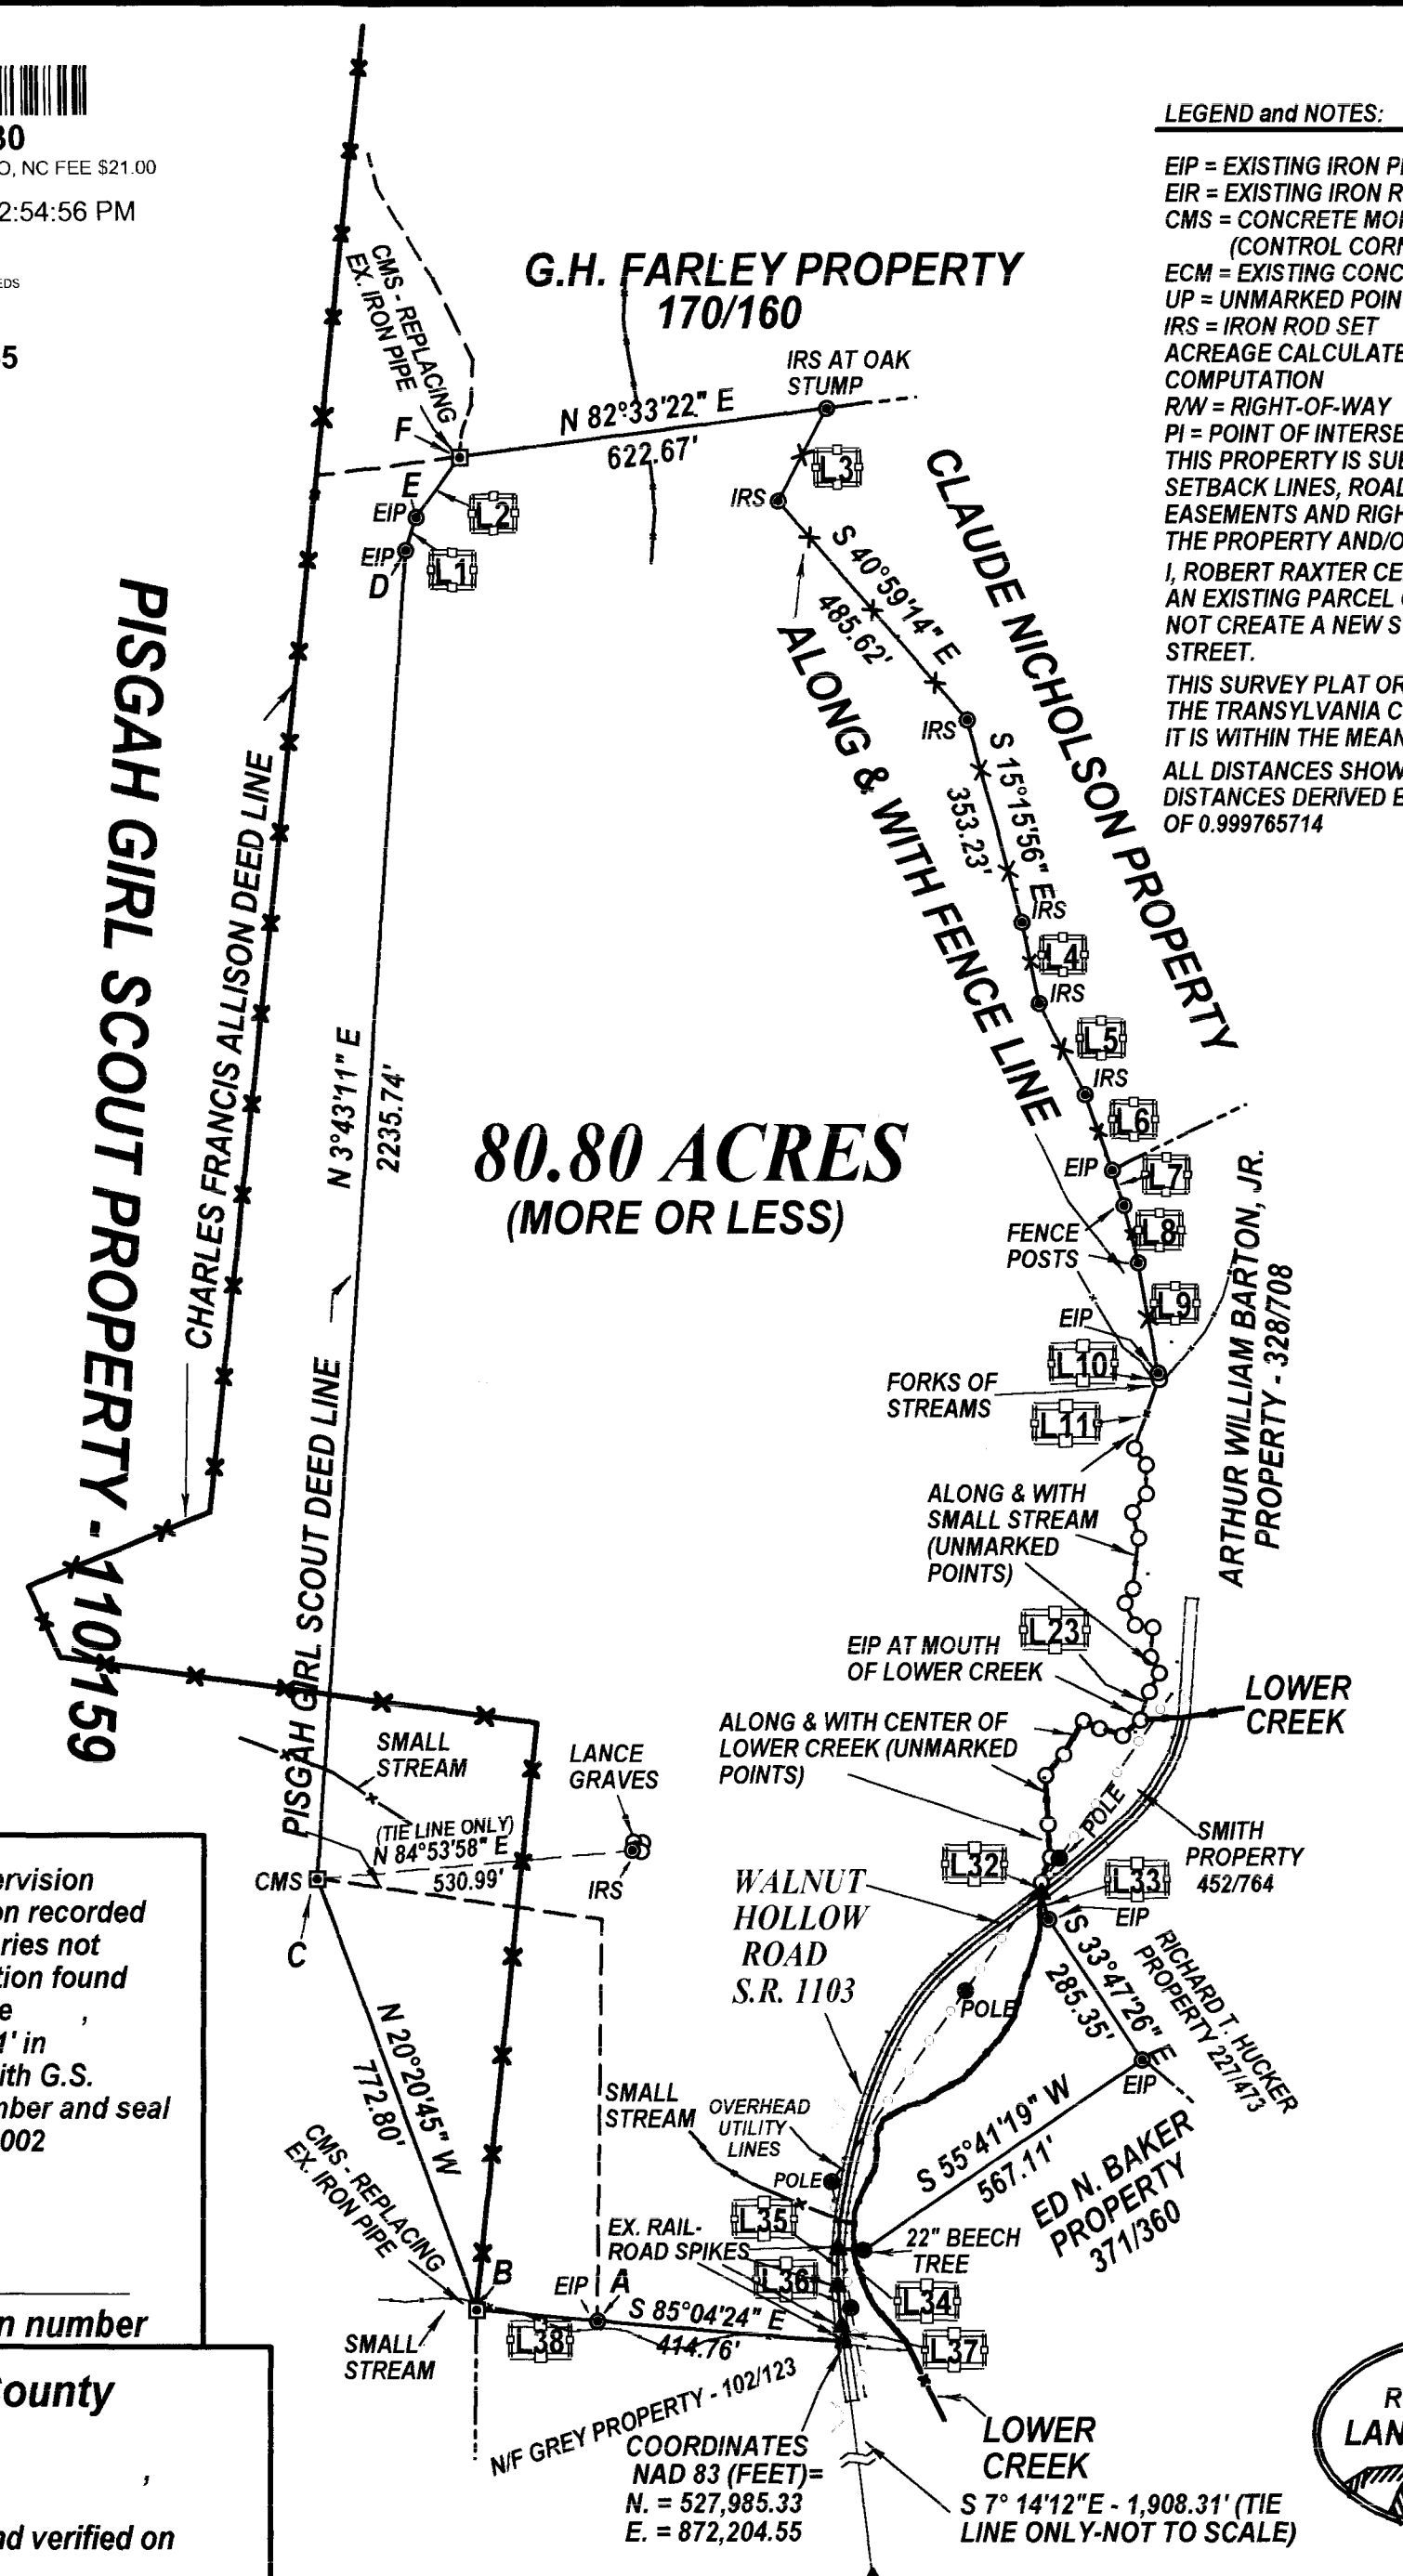 30
O, NC FEE $21.00
2:54:56 PM
EDS
5
LEGEND and NOTES:
EIP = EXISTING IRON PI
EIR = EXISTING IRON R
CMS = CONCRETE MO
(CONTROL CORN
ECM = EXISTING CONC
UP = UNMARKED POIN
IRS = IRON ROD SET
ACREAGE CALCULATE
COMPUTATION
R/W = RIGHT-OF-WAY
PI = POINT OF INTERSE
THIS PROPERTY IS SUB
SETBACK LINES, ROAD
EASEMENTS AND RIGH
THE PROPERTY AND/O
I, ROBERT RAXTER CE
AN EXISTING PARCEL
NOT CREATE A NEW S
STREET.
THIS SURVEY PLAT OR
THE TRANSYLVANIA C
IT IS WITHIN THE MEAN
ALL DISTANCES SHOW
DISTANCES DERIVED
OF 0.999765714
G.H. FARLEY PROPERTY
170/160
CMS - REPLACING
EX. IRON PIPE
IRS AT OAK
STUMP
N 82°33'22" E
622.67'
F
E
EIP
L2
EIP
D
L1
L3
IRS
S 40°59'14" E
485.62'
CLAUDE NICHOLSON PROPERTY
ALONG & WITH FENCE LINE
IRS
S 15°15'56" E
353.23'
IRS
L4
IRS
L5
IRS
L6
EIP
L7
FENCE
POSTS
L8
L9
EIP
L10
FORKS OF
STREAMS
L11
ARTHUR WILLIAM BARTON, JR.
PROPERTY - 328/708
PISGAH GIRL SCOUT PROPERTY - 110/159
CHARLES FRANCIS ALLISON DEED LINE
N 3°43'11" E
2235.74'
PISGAH GIRL SCOUT DEED LINE
80.80 ACRES
(MORE OR LESS)
ALONG & WITH
SMALL STREAM
(UNMARKED
POINTS)
L23
EIP AT MOUTH
OF LOWER CREEK
LOWER
CREEK
ALONG & WITH CENTER OF
LOWER CREEK (UNMARKED
POINTS)
POLE
SMITH
PROPERTY
452/764
L32
L33
EIP
WALNUT
HOLLOW
ROAD
S.R. 1103
SMALL
STREAM
LANCE
GRAVES
(TIE LINE ONLY)
N 84°53'58" E
530.99'
CMS
IRS
C
N 20°20'45" W
772.80'
S 33°47'26" E
285.35'
RICHARD T. HUCKER
PROPERTY 227/473
POLE
EIP
SMALL
STREAM
OVERHEAD
UTILITY
LINES
POLE
S 55°41'19" W
567.11'
ED N. BAKER
PROPERTY
371/360
L35
EX. RAIL-
ROAD SPIKES
22" BEECH
TREE
L36
L34
CMS - REPLACING
EX. IRON PIPE
B
EIP
A
S 85°04'24" E
414.76'
L38
L37
SMALL
STREAM
N/F GREY PROPERTY - 102/123
COORDINATES
NAD 83 (FEET)=
N. = 527,985.33
E. = 872,204.55
LOWER
CREEK
S 7° 14'12"E - 1,908.31' (TIE
LINE ONLY-NOT TO SCALE)
ervision
on recorded
ries not
tion found
e ,
1' in
ith G.S.
mber and seal
002
n number
County
,
nd verified on
R
LAN